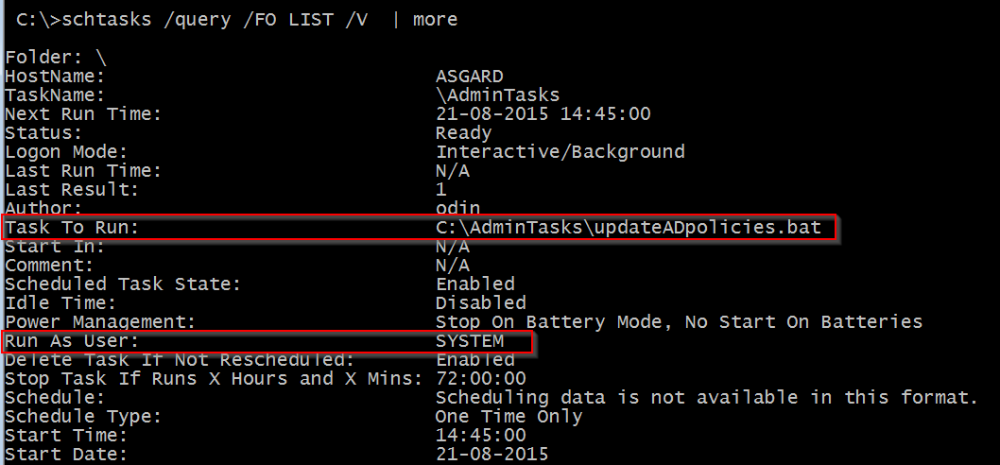 C:\>schtasks /query /FO LIST /V  | more
Folder: \
HostName: ASGARD
TaskName: \AdminTasks
Next Run Time: 21-08-2015 14:45:00
Status: Ready
Logon Mode: Interactive/Background
Last Run Time: N/A
Last Result: 1
Author: odin
Task To Run: C:\AdminTasks\updateADpolicies.bat
Start In: N/A
Comment: N/A
Scheduled Task State: Enabled
Idle Time: Disabled
Power Management: Stop On Battery Mode, No Start On Batteries
Run As User: SYSTEM
Delete Task If Not Rescheduled: Enabled
Stop Task If Runs X Hours and X Mins: 72:00:00
Schedule: Scheduling data is not available in this format.
Schedule Type: One Time Only
Start Time: 14:45:00
Start Date: 21-08-2015